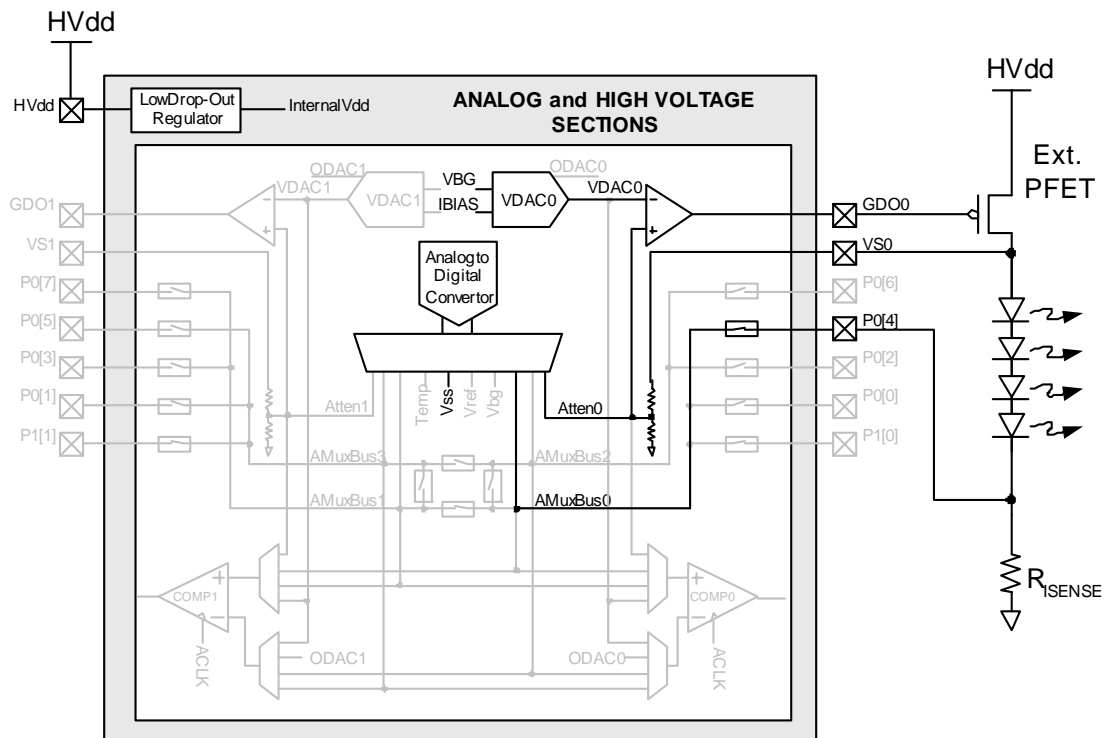 HVdd
HVdd
LowDrop-Out
Regulator
InternalVdd
ANALOG and HIGH VOLTAGE
SECTIONS
HVdd
Ext.
PFET
ODAC1
VDAC1
VDAC1
VBG
IBIAS
VDAC0
ODAC0
VDAC0
GDO1
GDO0
VS1
VS0
Analog to
Digital
Convertor
P0[7]
P0[6]
P0[5]
P0[4]
P0[3]
P0[2]
P0[1]
P0[0]
P1[1]
P1[0]
Atten1
Temp
Vss
Vref
Vbg
Atten0
AMuxBus3
AMuxBus2
AMuxBus1
AMuxBus0
− +
− +
+ −
+ −
COMP1
COMP0
RISENSE
ACLK
ODAC1
ODAC0
ACLK